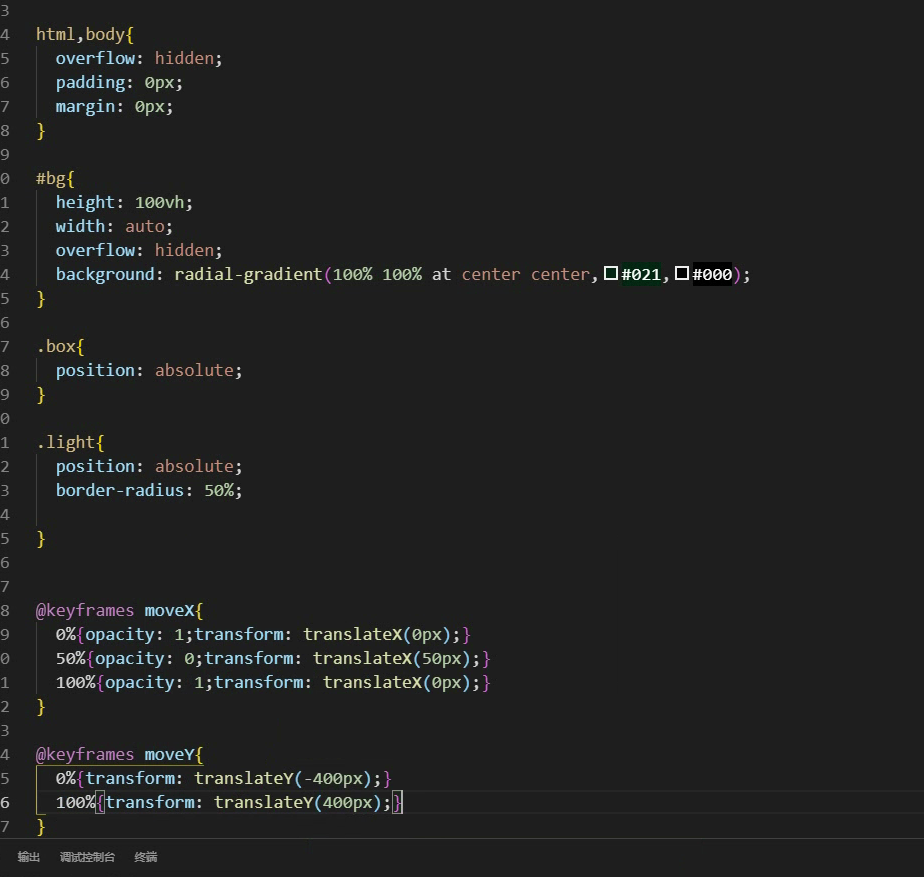 3
4 html,body{
5 overflow: hidden;
6 padding: 0px;
7 margin: 0px;
8 }
9
0 #bg{
1 height: 100vh;
2 width: auto;
3 overflow: hidden;
4 background: radial-gradient(100% 100% at center center,#021,#000);
5 }
6
7 .box{
8 position: absolute;
9 }
0
1 .light{
2 position: absolute;
3 border-radius: 50%;
4
5 }
6
7
8 @keyframes moveX{
9 0%{opacity: 1;transform: translateX(0px);}
0 50%{opacity: 0;transform: translateX(50px);}
1 100%{opacity: 1;transform: translateX(0px);}
2 }
3
4 @keyframes moveY{
5 0%{transform: translateY(-400px);}
6 100%{transform: translateY(400px);}
7 }
输出 调试控制台 终端